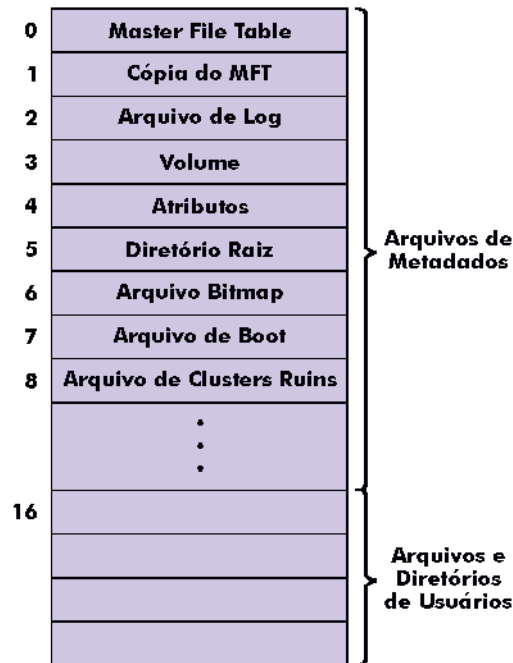 0 Master File Table
1 Cópia do MFT
2 Arquivo de Log
3 Volume
4 Atributos
5 Diretório Raiz
6 Arquivo Bitmap
7 Arquivo de Boot
8 Arquivo de Clusters Ruins
Arquivos de
Metadados
16
Arquivos e
Diretórios
de Usuários